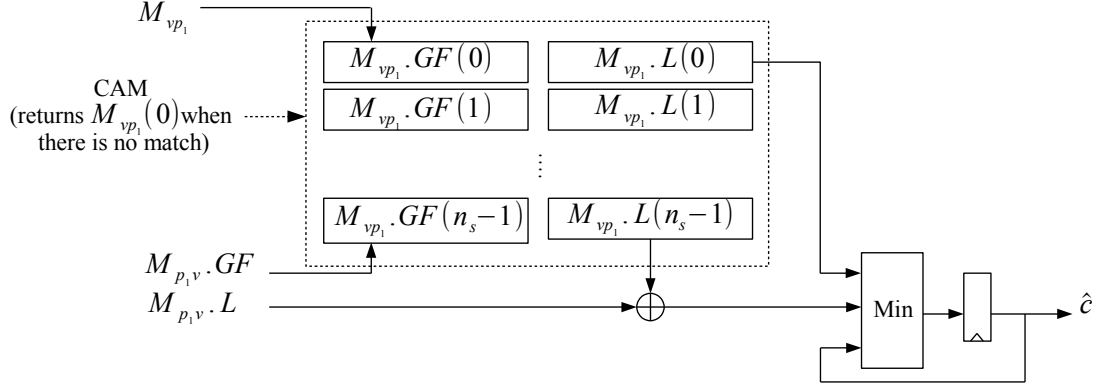 M_{vp_1}
M_{vp_1}.GF(0) M_{vp_1}.L(0)
CAM
(returns M_{vp_1}(0) when
there is no match)
M_{vp_1}.GF(1) M_{vp_1}.L(1)
M_{vp_1}.GF(n_s−1) M_{vp_1}.L(n_s−1)
M_{p_1v}.GF
M_{p_1v}.L
Min
ĉ